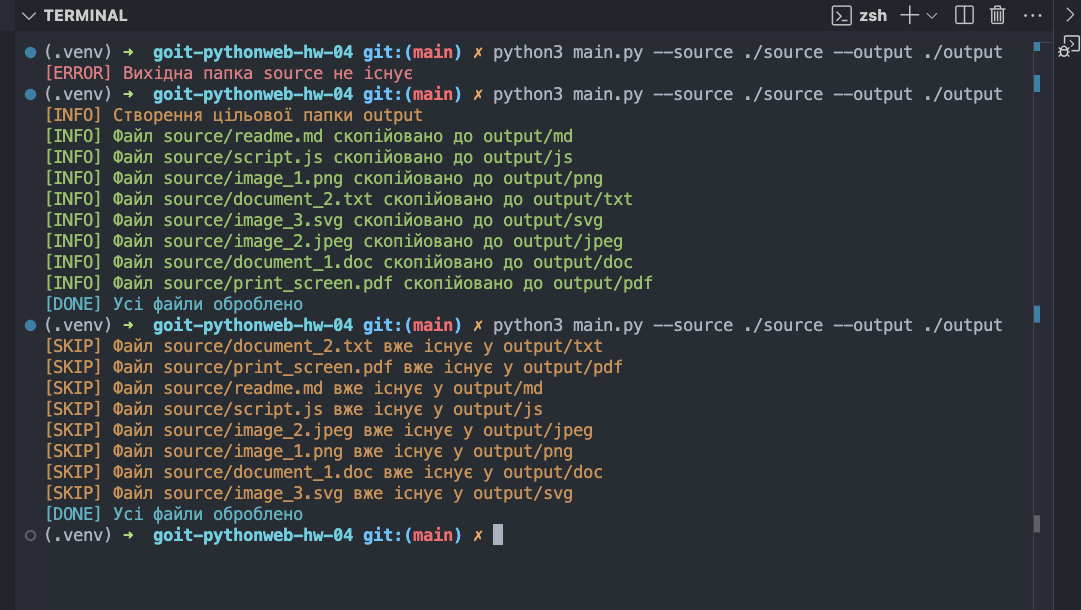 TERMINAL
zsh
(.venv) ➜ goit-pythonweb-hw-04 git:(main) ✗ python3 main.py --source ./source --output ./output
[ERROR] Вихідна папка source не існує
(.venv) ➜ goit-pythonweb-hw-04 git:(main) ✗ python3 main.py --source ./source --output ./output
[INFO] Створення цільової папки output
[INFO] Файл source/readme.md скопійовано до output/md
[INFO] Файл source/script.js скопійовано до output/js
[INFO] Файл source/image_1.png скопійовано до output/png
[INFO] Файл source/document_2.txt скопійовано до output/txt
[INFO] Файл source/image_3.svg скопійовано до output/svg
[INFO] Файл source/image_2.jpeg скопійовано до output/jpeg
[INFO] Файл source/document_1.doc скопійовано до output/doc
[INFO] Файл source/print_screen.pdf скопійовано до output/pdf
[DONE] Усі файли оброблено
(.venv) ➜ goit-pythonweb-hw-04 git:(main) ✗ python3 main.py --source ./source --output ./output
[SKIP] Файл source/document_2.txt вже існує у output/txt
[SKIP] Файл source/print_screen.pdf вже існує у output/pdf
[SKIP] Файл source/readme.md вже існує у output/md
[SKIP] Файл source/script.js вже існує у output/js
[SKIP] Файл source/image_2.jpeg вже існує у output/jpeg
[SKIP] Файл source/image_1.png вже існує у output/png
[SKIP] Файл source/document_1.doc вже існує у output/doc
[SKIP] Файл source/image_3.svg вже існує у output/svg
[DONE] Усі файли оброблено
(.venv) ➜ goit-pythonweb-hw-04 git:(main) ✗